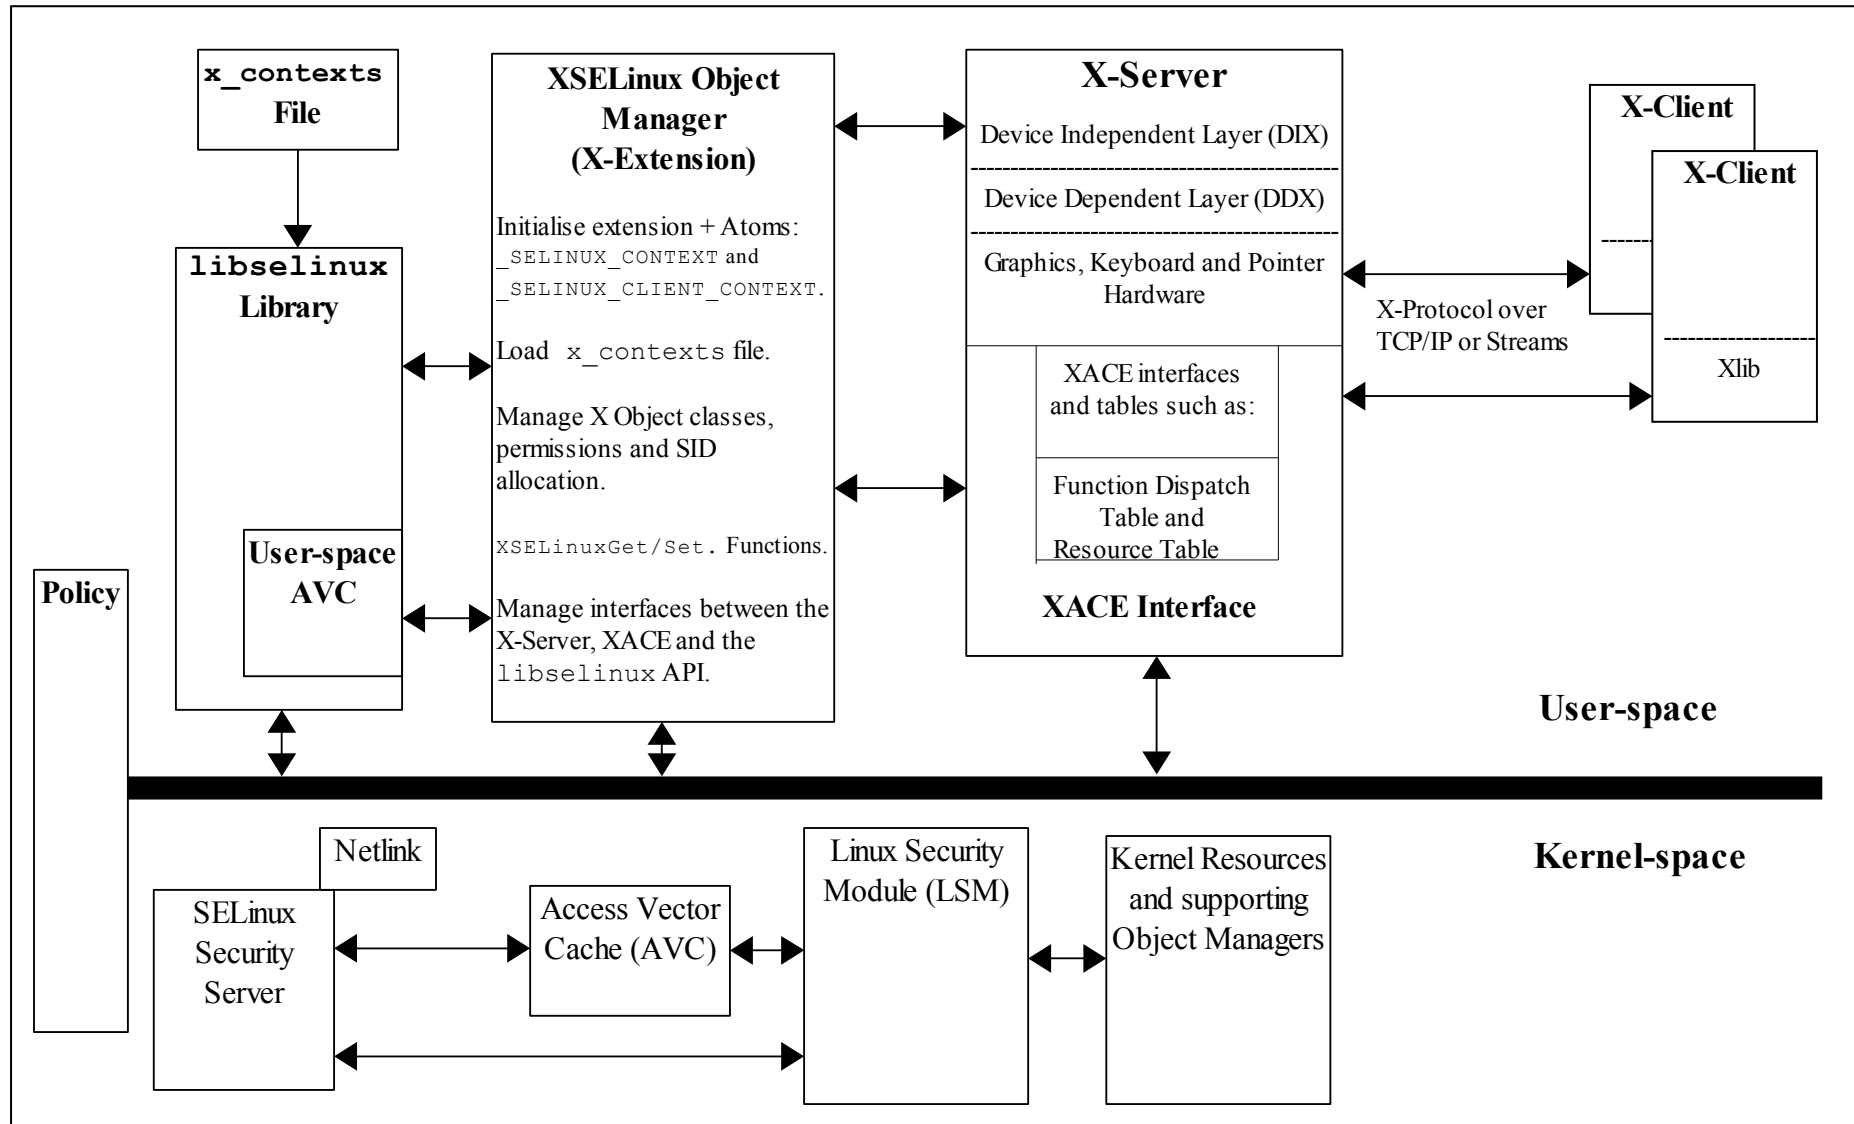 x_contexts
File
libselinux
Library
User-space
AVC
Policy
XSELinux Object
Manager
(X-Extension)
Initialise extension + Atoms:
_SELINUX_CONTEXT and
_SELINUX_CLIENT_CONTEXT.
Load x_contexts file.
Manage X Object classes,
permissions and SID
allocation.
XSELinuxGet/Set. Functions.
Manage interfaces between the
X-Server, XACE and the
libselinux API.
X-Server
Device Independent Layer (DIX)
Device Dependent Layer (DDX)
Graphics, Keyboard and Pointer
Hardware
XACE interfaces
and tables such as:
Function Dispatch
Table and
Resource Table
XACE Interface
X-Protocol over
TCP/IP or Streams
X-Client
X-Client
Xlib
User-space
Kernel-space
Netlink
SELinux
Security
Server
Access Vector
Cache (AVC)
Linux Security
Module (LSM)
Kernel Resources
and supporting
Object Managers